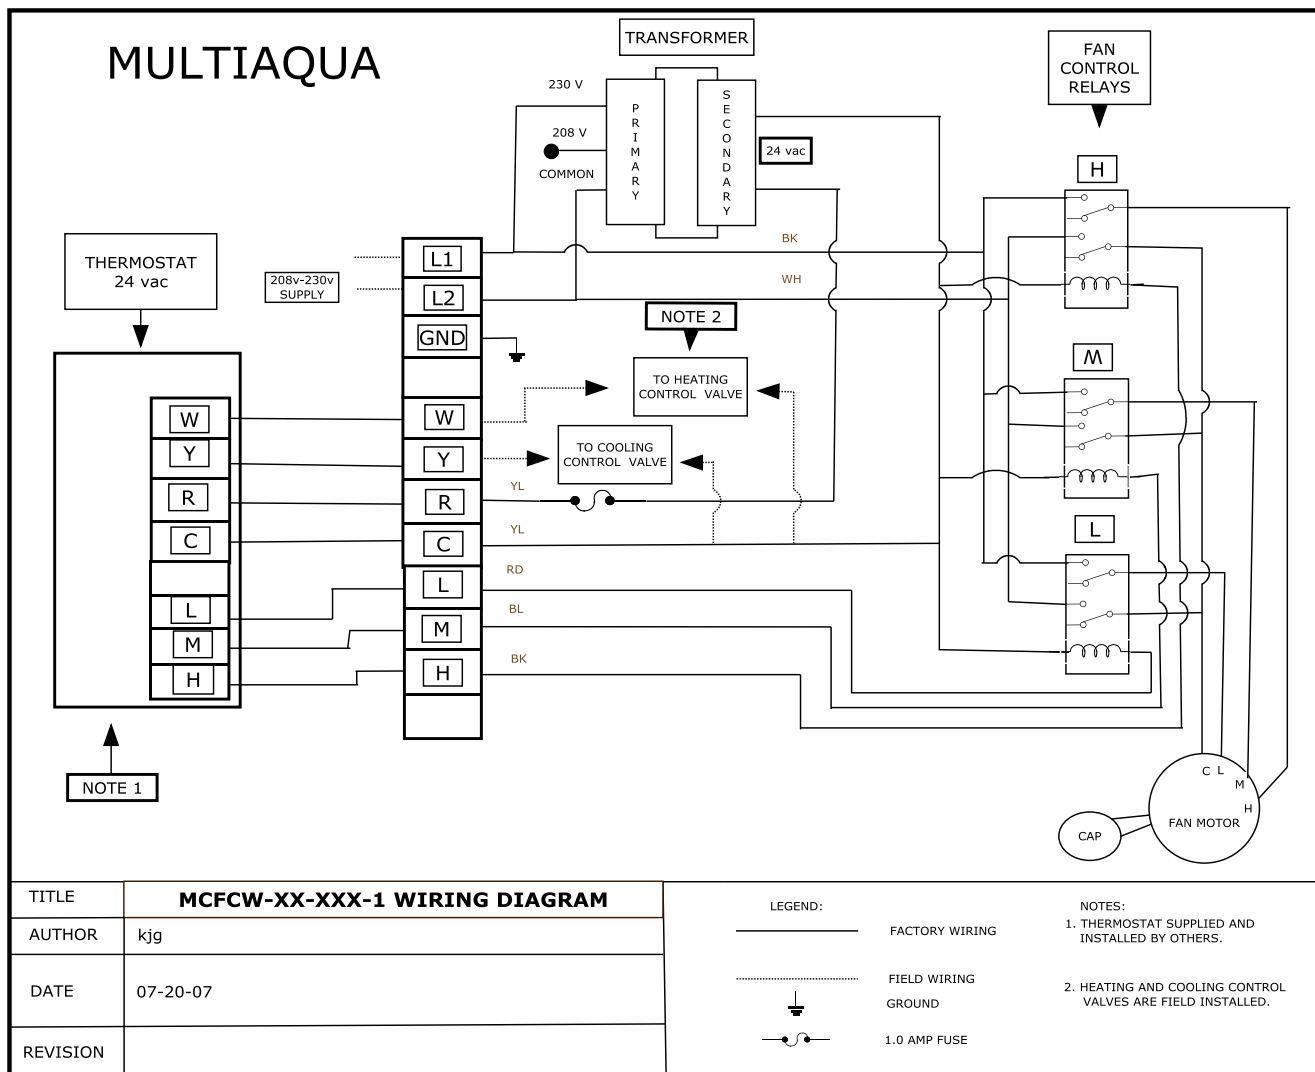 MULTIAQUA
TRANSFORMER
FAN
CONTROL
RELAYS
230 V
208 V
COMMON
PRIMARY
SECONDARY
24 vac
H
THERMOSTAT
24 vac
208v-230v
SUPPLY
L1
L2
GND
W
Y
R
C
L
M
H
Y
BK
WH
NOTE 2
TO HEATING
CONTROL VALVE
TO COOLING
CONTROL VALVE
M
L
W
Y
R
C
L
M
H
YL
YL
RD
BL
BK
NOTE 1
C L
M
H
FAN MOTOR
CAP
TITLE
MCFCW-XX-XXX-1 WIRING DIAGRAM
AUTHOR
kjg
DATE
07-20-07
REVISION
LEGEND:
FACTORY WIRING
FIELD WIRING
GROUND
1.0 AMP FUSE
NOTES:
1. THERMOSTAT SUPPLIED AND
INSTALLED BY OTHERS.
2. HEATING AND COOLING CONTROL
VALVES ARE FIELD INSTALLED.